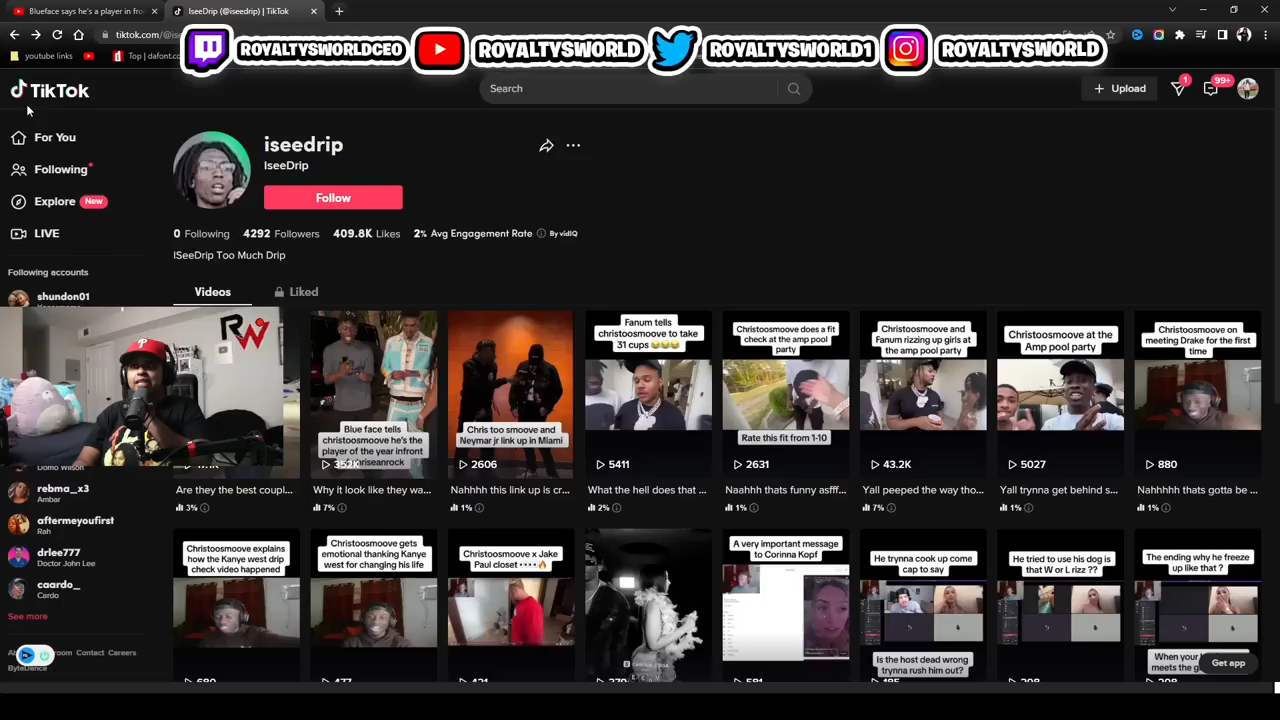 Blueface says he's a player in fro
IseeDrip (@iseedrip) | TikTok
tiktok.com/@
youtube links
Top | dafont.c
ROYALTYSWORLDCEO
ROYALTYSWORLD
ROYALTYSWORLD1
ROYALTYSWORLD
TikTok
Search
Upload
1
99+
For You
Following
Explore
New
LIVE
Following accounts
shundon01
iseedrip
IseeDrip
Follow
0 Following
4292 Followers
409.8K Likes
2% Avg Engagement Rate
By vidIQ
ISeeDrip Too Much Drip
Videos
Liked
RW
P
Blue face tells
christoosmoove he's the
player of the year infront
chriseanrock
352K
Chris too smoove and
Neymar jr link up in Miami
2606
Fanum tells
christoosmoove to take
31 cups
5411
Christoosmoove does a fit
check at the amp pool
party
Rate this fit from 1-10
2631
Christoosmoove and
Fanum rizzing up girls at
the amp pool party
43.2K
Christoosmoove at the
Amp pool party
5027
Christoosmoove on
meeting Drake for the first
time
880
Are they the best coupl...
3%
Why it look like they wa...
7%
Nahhhh this link up is cr...
1%
What the hell does that ...
2%
Naahhh thats funny asfff...
1%
Yall peeped the way tho...
7%
Yall trynna get behind s...
1%
Nahhhhh thats gotta be ...
1%
Domo Wilson
rebma_x3
Ambar
aftermeyoufirst
Rah
drlee777
Doctor John Lee
caardo_
Cardo
See more
Contact
Careers
ByteDance
Christoosmoove explains
how the Kanye west drip
check video happened
Christoosmoove gets
emotional thanking Kanye
west for changing his life
Christoosmoove x Jake
Paul closet
A very important message
to Corinna Kopf
He trynna cook up come
cap to say
Is the host dead wrong
trynna rush him out?
He tried to use his dog is
that W or L rizz ??
The ending why he freeze
up like that ?
When your
meets the g
Get app